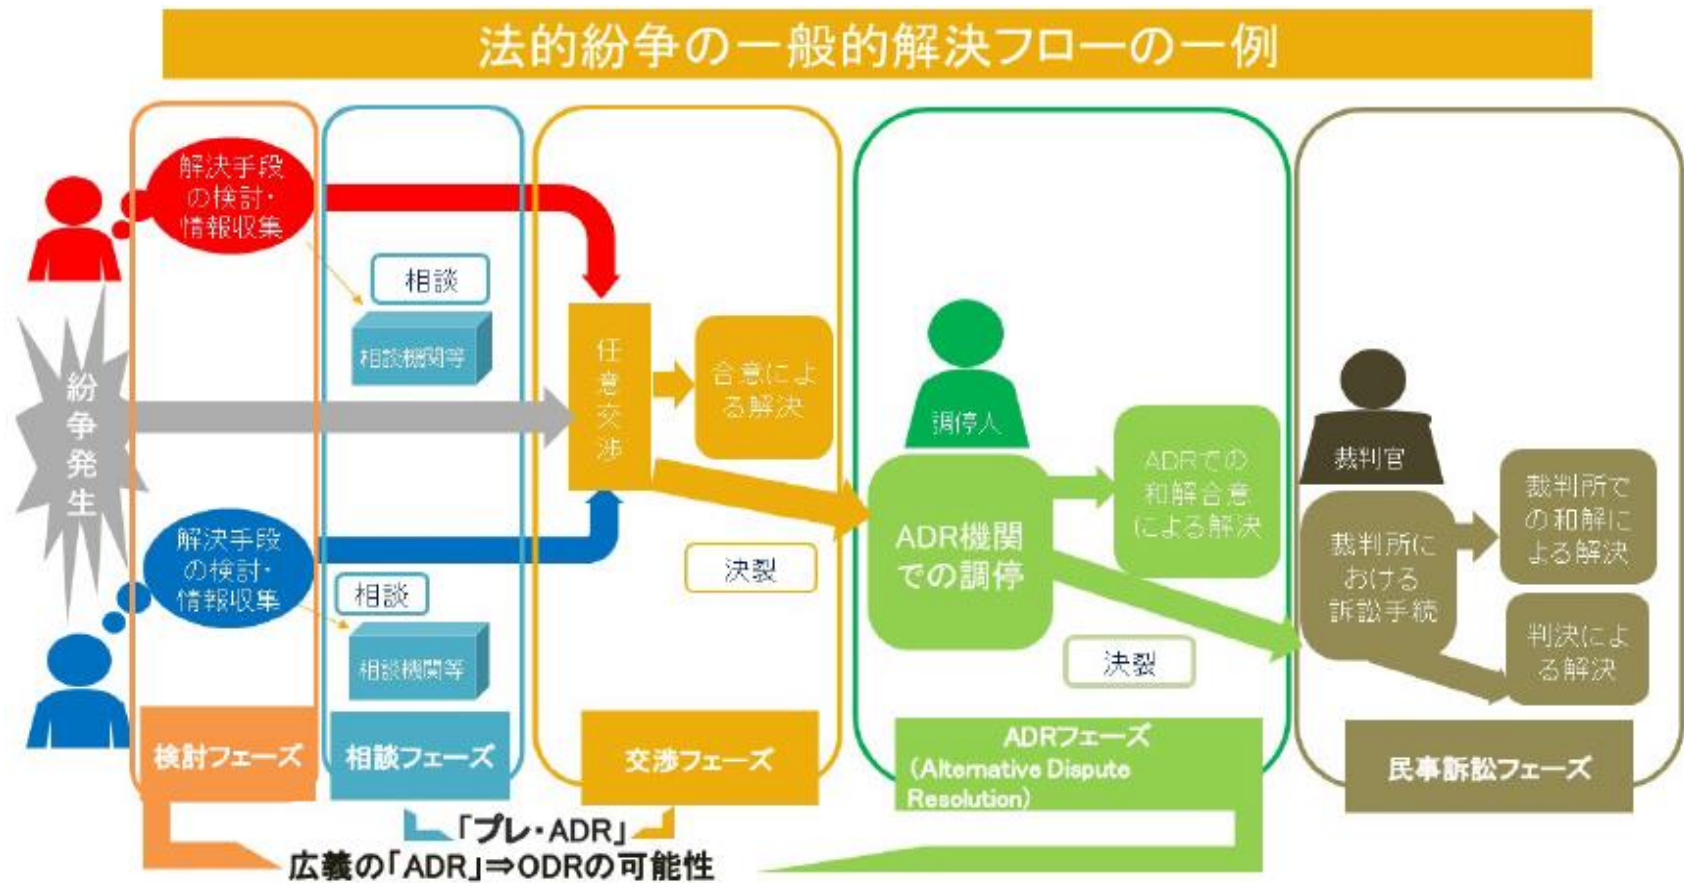 法的紛争の一般的解決フローの一例
解決手段
の検討・
情報収集
相談
相談機関等
紛争発生
解決手段
の検討・
情報収集
相談
相談機関等
任意交渉
合意によ
る解決
決裂
調停人
ADR機関
での調停
ADRでの
和解合意
による解決
決裂
裁判官
裁判所に
おける
訴訟手続
裁判所で
の和解に
よる解決
判決によ
る解決
検討フェーズ
相談フェーズ
交渉フェーズ
ADRフェーズ
(Alternative Dispute
Resolution)
民事訴訟フェーズ
「プレ・ADR」
広義の「ADR」⇒ODRの可能性